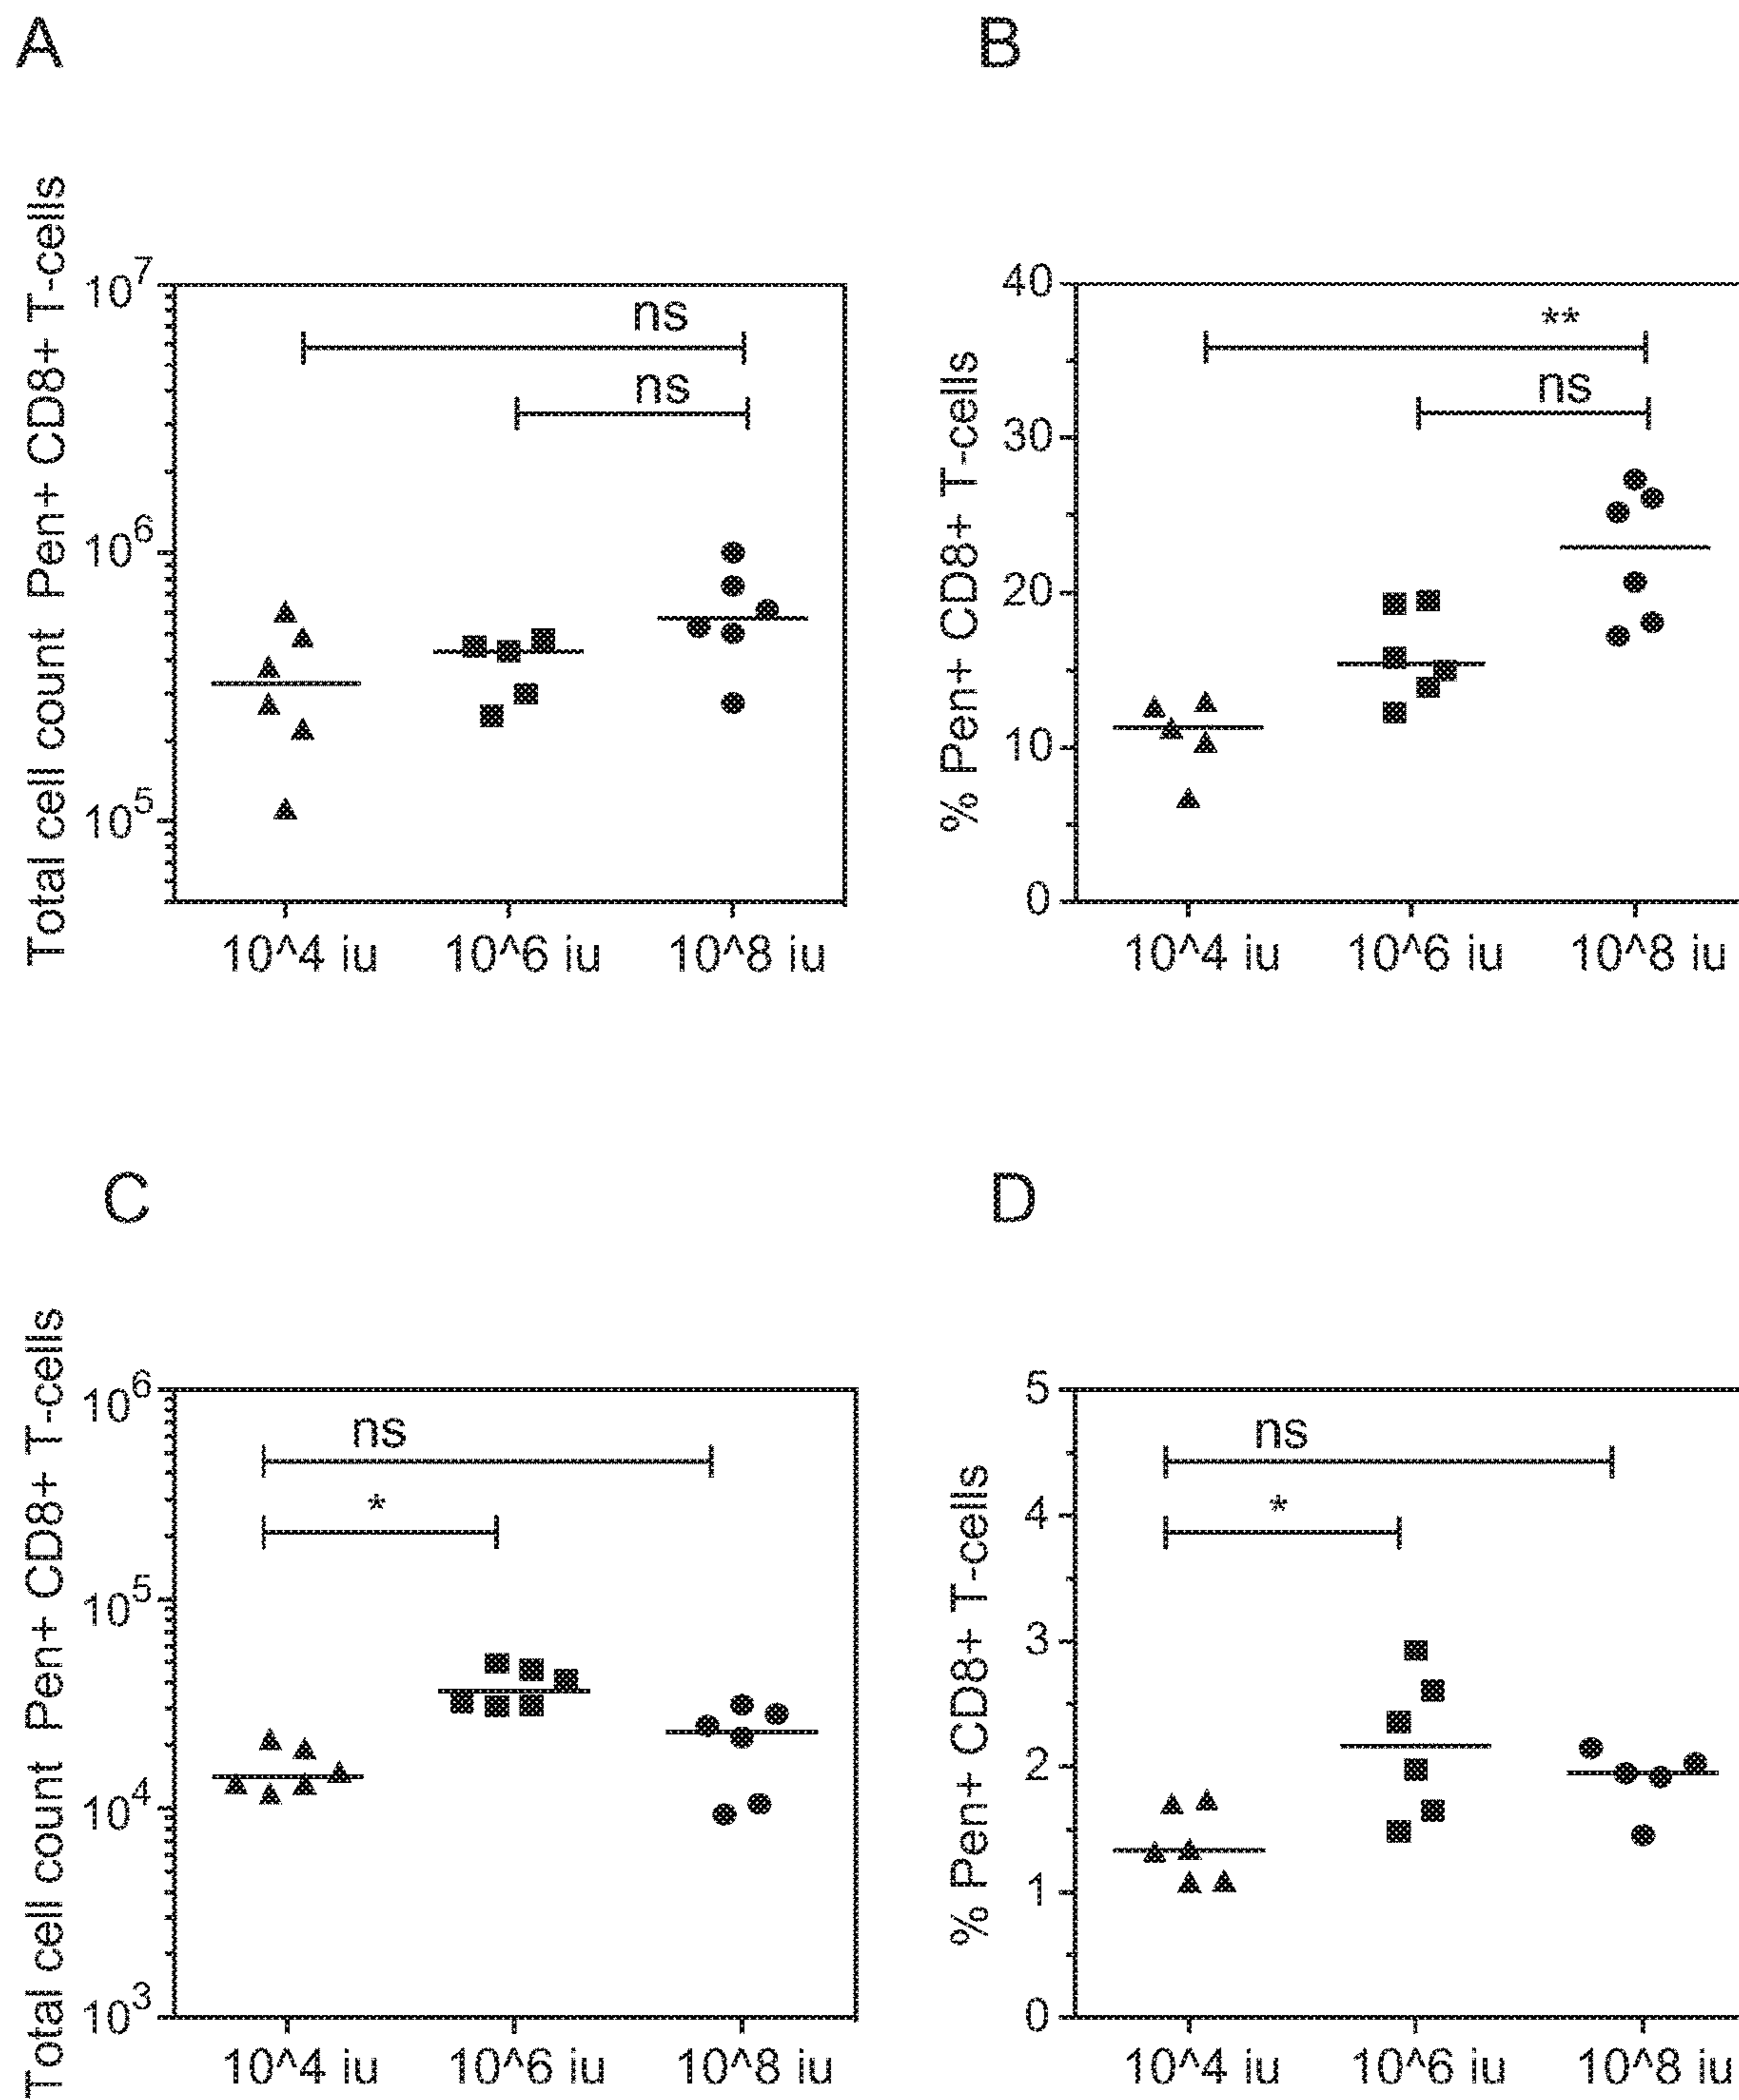 A
Total cell count Pen+ CD8+ T-cells
10^7
10^6
10^5
ns
ns
10^4 iu
10^6 iu
10^8 iu
B
% Pen+ CD8+ T-cells
40
30
20
10
0
**
ns
10^4 iu
10^6 iu
10^8 iu
C
Total cell count Pen+ CD8+ T-cells
10^6
10^5
10^4
10^3
ns
*
10^4 iu
10^6 iu
10^8 iu
D
% Pen+ CD8+ T-cells
5
4
3
2
1
0
ns
*
10^4 iu
10^6 iu
10^8 iu